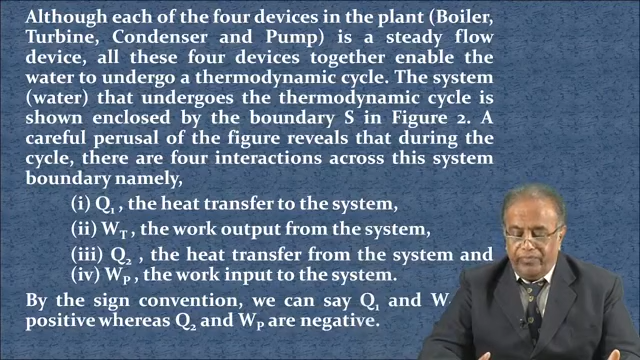 Although each of the four devices in the plant (Boiler,
Turbine, Condenser and Pump) is a steady flow
device, all these four devices together enable the
water to undergo a thermodynamic cycle. The system
(water) that undergoes the thermodynamic cycle is
shown enclosed by the boundary S in Figure 2. A
careful perusal of the figure reveals that during the
cycle, there are four interactions across this system
boundary namely,
(i) Q₁ , the heat transfer to the system,
(ii) W_T , the work output from the system,
(iii) Q₂ , the heat transfer from the system and
(iv) W_P , the work input to the system.
By the sign convention, we can say Q₁ and W
positive whereas Q₂ and W_P are negative.